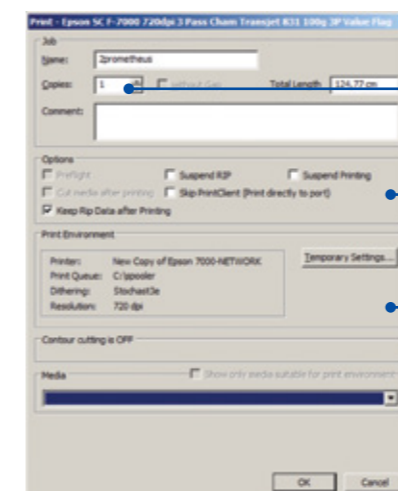 Print - Epson SC F-7000 720dpi 3 Pass Cham Transjet 831 100g 3P Value Flag
Job
Name: 2prometheus
Copies: 1 without Gap Total Length 124.77 cm
Comment:
Options
Preflight Suspend RIP Suspend Printing
Cut media after printing Skip PrintClient (Print directly to port)
Keep Rip Data after Printing
Print Environment
Printer: New Copy of Epson 7000-NETWORK Temporary Settings...
Print Queue: C:\spooler
Dithering: Stochast3e
Resolution: 720 dpi
Contour cutting is OFF
Media Show only media suitable for print environment
OK Cancel